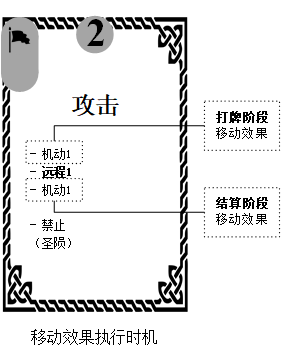 2
攻击
- 机动1
- 远程1
- 机动1
- 禁止
（圣陨）
打牌阶段
移动效果
结算阶段
移动效果
移动效果执行时机